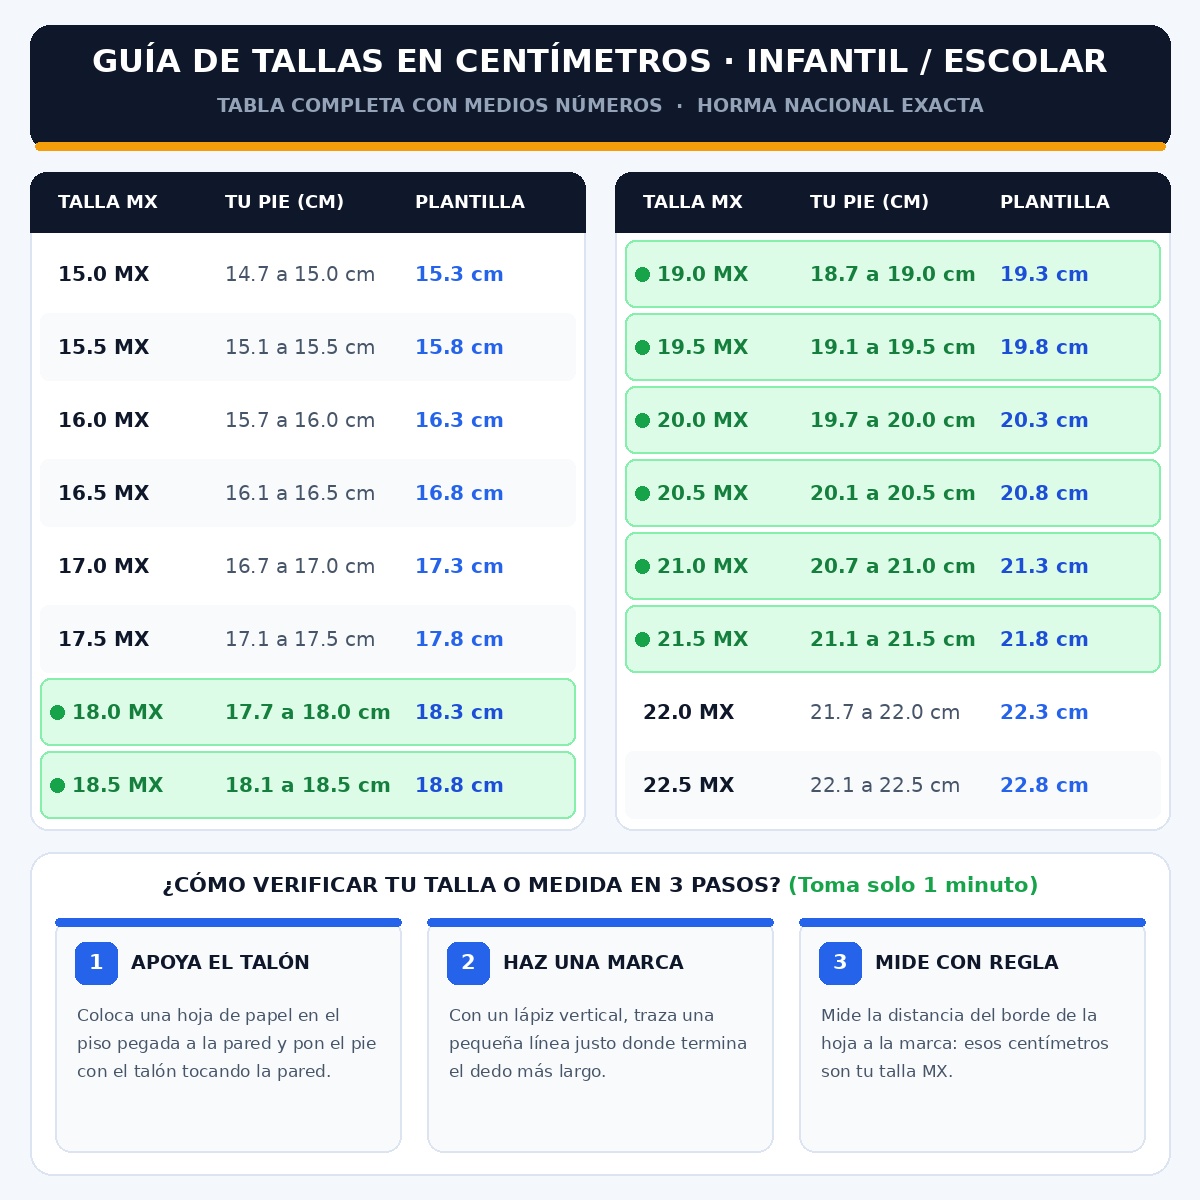 GUÍA DE TALLAS EN CENTÍMETROS · INFANTIL / ESCOLAR
TABLA COMPLETA CON MEDIOS NÚMEROS · HORMA NACIONAL EXACTA
TALLA MX TU PIE (CM) PLANTILLA
15.0 MX 14.7 a 15.0 cm 15.3 cm
15.5 MX 15.1 a 15.5 cm 15.8 cm
16.0 MX 15.7 a 16.0 cm 16.3 cm
16.5 MX 16.1 a 16.5 cm 16.8 cm
17.0 MX 16.7 a 17.0 cm 17.3 cm
17.5 MX 17.1 a 17.5 cm 17.8 cm
18.0 MX 17.7 a 18.0 cm 18.3 cm
18.5 MX 18.1 a 18.5 cm 18.8 cm
TALLA MX TU PIE (CM) PLANTILLA
19.0 MX 18.7 a 19.0 cm 19.3 cm
19.5 MX 19.1 a 19.5 cm 19.8 cm
20.0 MX 19.7 a 20.0 cm 20.3 cm
20.5 MX 20.1 a 20.5 cm 20.8 cm
21.0 MX 20.7 a 21.0 cm 21.3 cm
21.5 MX 21.1 a 21.5 cm 21.8 cm
22.0 MX 21.7 a 22.0 cm 22.3 cm
22.5 MX 22.1 a 22.5 cm 22.8 cm
¿CÓMO VERIFICAR TU TALLA O MEDIDA EN 3 PASOS? (Toma solo 1 minuto)
1 APOYA EL TALÓN
Coloca una hoja de papel en el
piso pegada a la pared y pon el pie
con el talón tocando la pared.
2 HAZ UNA MARCA
Con un lápiz vertical, traza una
pequeña línea justo donde termina
el dedo más largo.
3 MIDE CON REGLA
Mide la distancia del borde de la
hoja a la marca: esos centímetros
son tu talla MX.